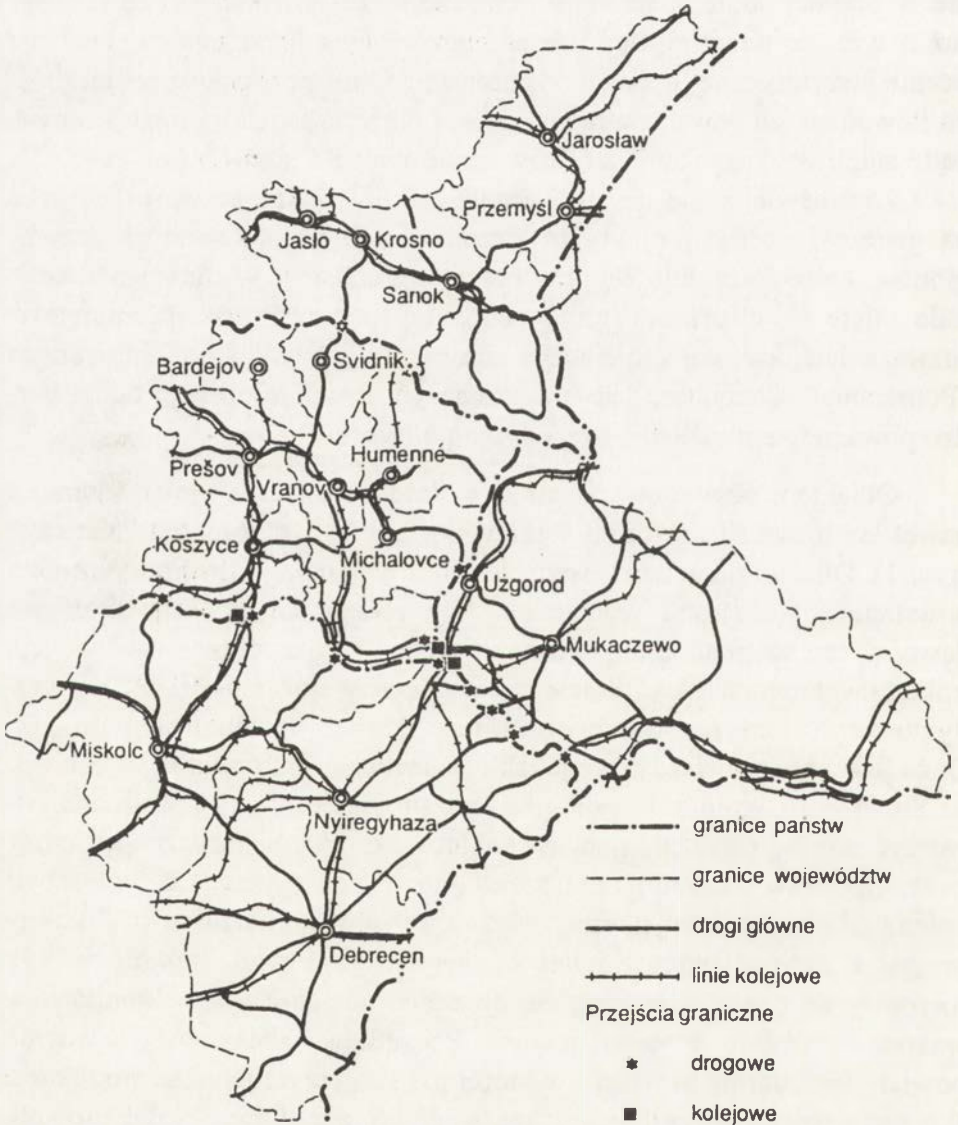 Jarosław
Przemyśl
Jasło
Krosno
Sanok
Bardejov
Svidnik
Prešov
Humenne
Vranov
Koszyce
Michalovce
Użgorod
Mukaczewo
Miskolc
Nyiregyhaza
Debrecen
granice państw
granice województw
drogi główne
linie kolejowe
Przejścia graniczne
drogowe
kolejowe